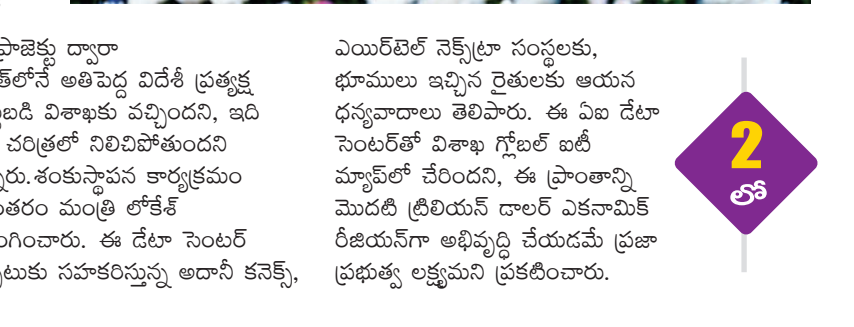 ప్రాజెక్టు ద్వారా
అతిపెద్ద విదేశీ ప్రత్యక్ష
విశాఖకు వచ్చిందని, ఇది
చరిత్రలో నిలిచిపోతుందని
శంకుస్థాపన కార్యక్రమం
మంత్రి లోకేశ్
ఈ డేటా సెంటర్
సహకరిస్తున్న అదానీ కనెక్స్,
ఎయిర్‌టెల్ నెక్స్‌ట్రా సంస్థలకు,
భూములు ఇచ్చిన రైతులకు ఆయన
ధన్యవాదాలు తెలిపారు. ఈ ఏఐ డేటా
సెంటర్‌తో విశాఖ గ్లోబల్ ఐటీ
మ్యాప్‌లో చేరిందని, ఈ ప్రాంతాన్ని
మొదటి ట్రిలియన్ డాలర్ ఎకనామిక్
రీజియన్‌గా అభివృద్ధి చేయడమే ప్రజా
ప్రభుత్వ లక్ష్యమని ప్రకటించారు.
2
లో